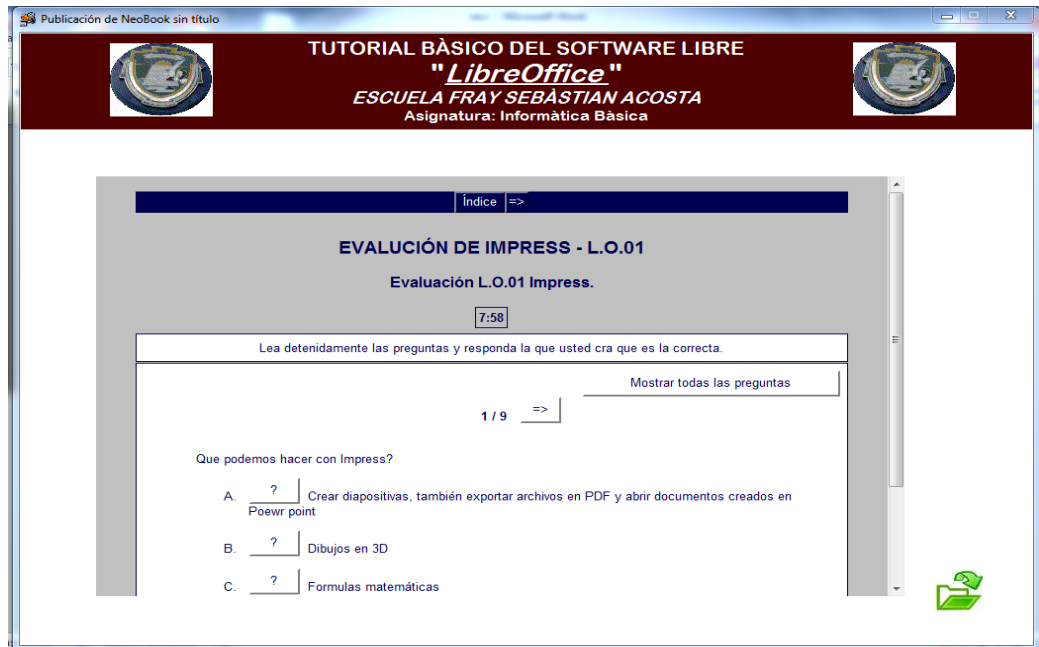 Publicación de NeoBook sin título
TUTORIAL BÀSICO DEL SOFTWARE LIBRE
"LibreOffice"
ESCUELA FRAY SEBÀSTIAN ACOSTA
Asignatura: Informàtica Bàsica
Índice =>
EVALUCIÓN DE IMPRESS - L.O.01
Evaluación L.O.01 Impress.
7:58
Lea detenidamente las preguntas y responda la que usted cra que es la correcta.
Mostrar todas las preguntas
1 / 9 =>
Que podemos hacer con Impress?
A. ? Crear diapositivas, también exportar archivos en PDF y abrir documentos creados en
Poewr point
B. ? Dibujos en 3D
C. ? Formulas matemáticas